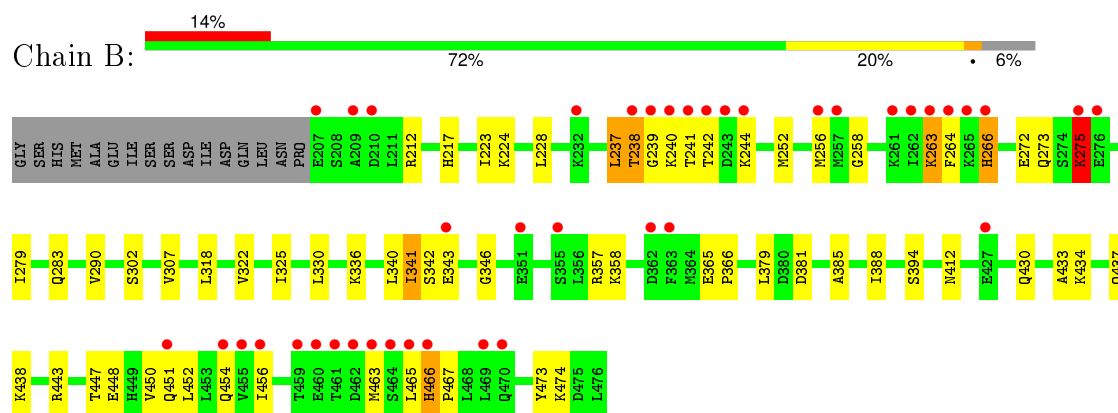 14%
Chain B:
72% 20% • 6%
GLY SER HIS MET ALA GLU ILE SER SER ASP ILE ASP GLN LEU ASN PRO E207 S208 A209 D210 L211 R212 H217 I223 K224 L228 K232 L237 T238 G239 K240 T241 T242 D243 K244 M252 M256 M257 G258 K261 I262 K263 F264 K265 H266 E272 Q273 S274 K275 E276
I279 Q283 V290 S302 V307 L318 V322 I325 L330 K336 L340 I341 S342 E343 G346 E351 S355 L356 R357 K358 D362 F363 M364 E365 P366 L379 D380 D381 A385 I388 S394 N412 E427 Q430 A433 K434 Q437
K438 R443 T447 E448 H449 V450 Q451 L452 L453 Q454 V455 I456 T459 E460 T461 D462 M463 S464 L465 H466 P467 L468 L469 Q470 Y473 K474 D475 L476